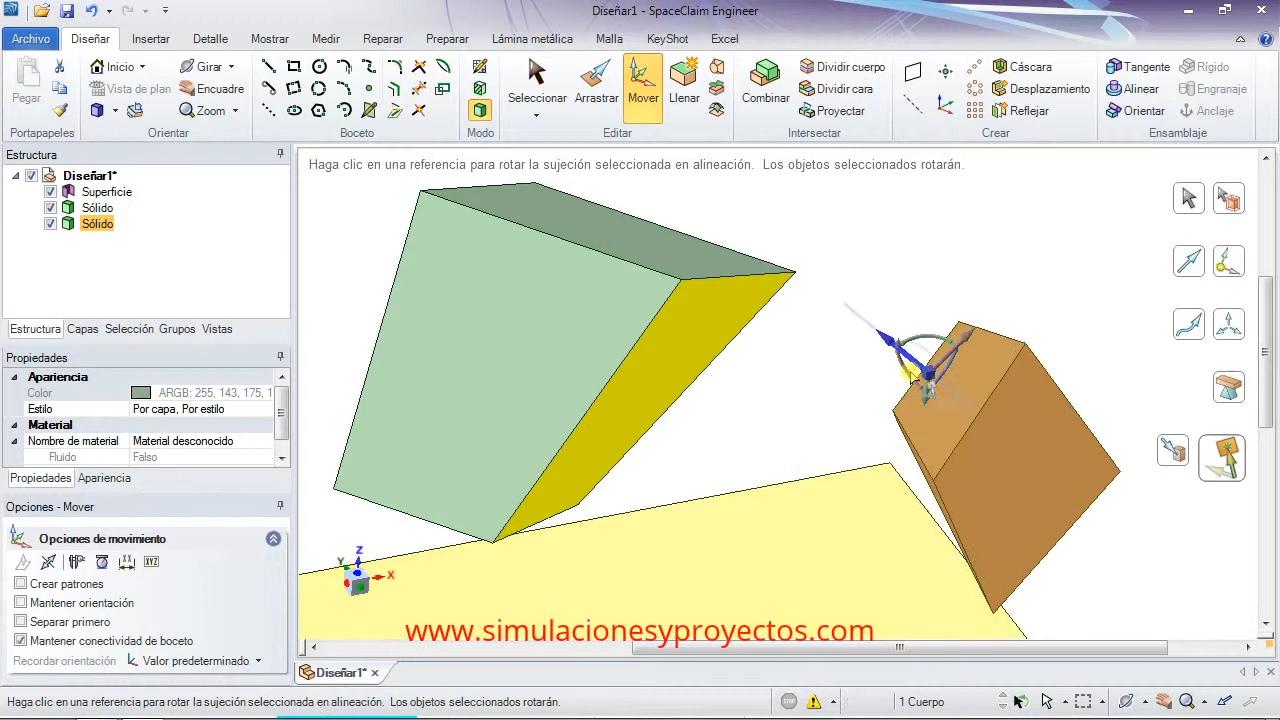 Diseñar1 - SpaceClaim Engineer
Archivo Diseñar Insertar Detalle Mostrar Medir Reparar Preparar Lámina metálica Malla KeyShot Excel
Pegar
Portapapeles
Inicio Girar
Vista de plan Encuadre
Zoom
Orientar
Boceto
Modo
Seleccionar Arrastrar Mover Llenar
Editar
Combinar
Dividir cuerpo
Dividir cara
Proyectar
Intersectar
Cáscara
Desplazamiento
Reflejar
Crear
Tangente Rígido
Alinear Engranaje
Orientar Anclaje
Ensamblaje
Estructura
Diseñar1*
Superficie
Sólido
Sólido
Estructura Capas Selección Grupos Vistas
Propiedades
Apariencia
Color ARGB: 255, 143, 175, 1
Estilo Por capa, Por estilo
Material
Nombre de material Material desconocido
Fluido Falso
Propiedades Apariencia
Opciones - Mover
Opciones de movimiento
XYZ
Crear patrones
Mantener orientación
Separar primero
Mantener conectividad de boceto
Recordar orientación Valor predeterminado
Haga clic en una referencia para rotar la sujeción seleccionada en alineación. Los objetos seleccionados rotarán.
Z
Y
X
www.simulacionesyproyectos.com
Diseñar1*
Haga clic en una referencia para rotar la sujeción seleccionada en alineación. Los objetos seleccionados rotarán.
1 Cuerpo